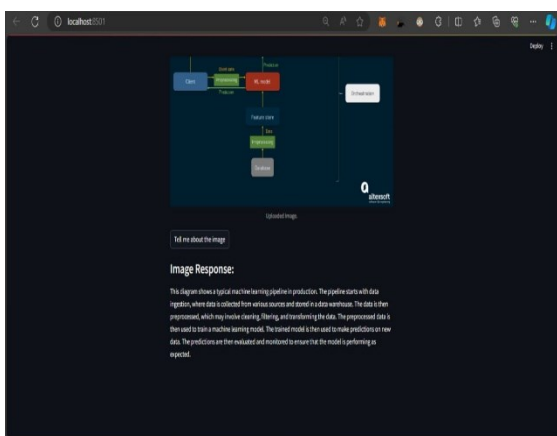 localhost:8501
Deploy
Client
Preprocessing
ML model
Orchestration
Feature store
Data
Preprocessing
Database
altexsoft
Uploaded Image.
Tell me about the image
Image Response:
This diagram shows a typical machine learning pipeline in production. The pipeline starts with data
ingestion, where data is collected from various sources and stored in a data warehouse. The data is then
preprocessed, which may involve cleaning, filtering, and transforming the data. The preprocessed data is
then used to train a machine learning model. The trained model is then used to make predictions on new
data. The predictions are then evaluated and monitored to ensure that the model is performing as
expected.